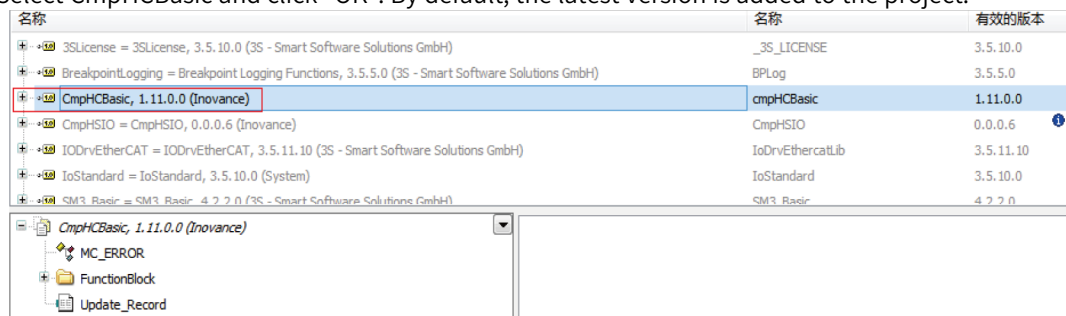 Select CmpHCBasic and click "OK". By default, the latest version is added to the project.
名称 名称 有效的版本
3SLicense = 3SLicense, 3.5.10.0 (3S - Smart Software Solutions GmbH) _3S_LICENSE 3.5.10.0
BreakpointLogging = Breakpoint Logging Functions, 3.5.5.0 (3S - Smart Software Solutions GmbH) BPLog 3.5.5.0
CmpHCBasic, 1.11.0.0 (Inovance) cmpHCBasic 1.11.0.0
CmpHSIO = CmpHSIO, 0.0.0.6 (Inovance) CmpHSIO 0.0.0.6
IODrvEtherCAT = IODrvEtherCAT, 3.5.11.10 (3S - Smart Software Solutions GmbH) IoDrvEthercatLib 3.5.11.10
IoStandard = IoStandard, 3.5.10.0 (System) IoStandard 3.5.10.0
SM3_Basic = SM3_Basic, 4.2.2.0 (3S - Smart Software Solutions GmbH) SM3_Basic 4.2.2.0
CmpHCBasic, 1.11.0.0 (Inovance)
MC_ERROR
FunctionBlock
Update_Record